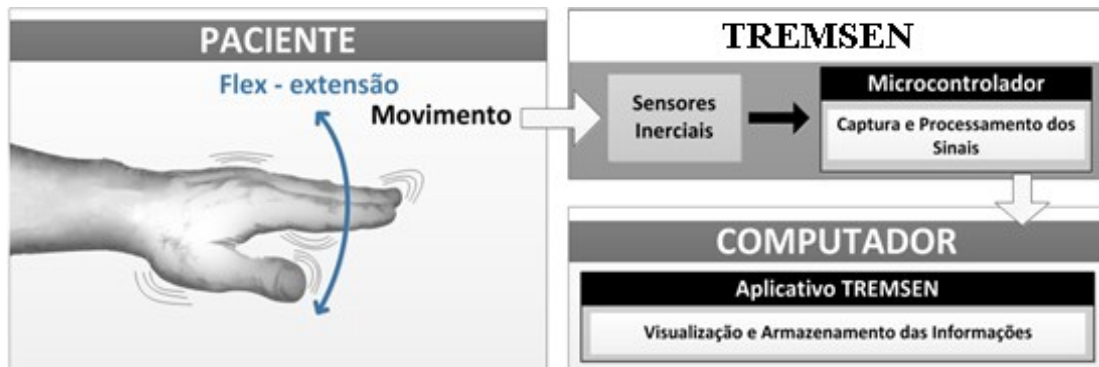 PACIENTE
Flex - extensão
Movimento
TREMSEN
Sensores
Inerciais
Microcontrolador
Captura e Processamento dos
Sinais
COMPUTADOR
Aplicativo TREMSEN
Visualização e Armazenamento das Informações